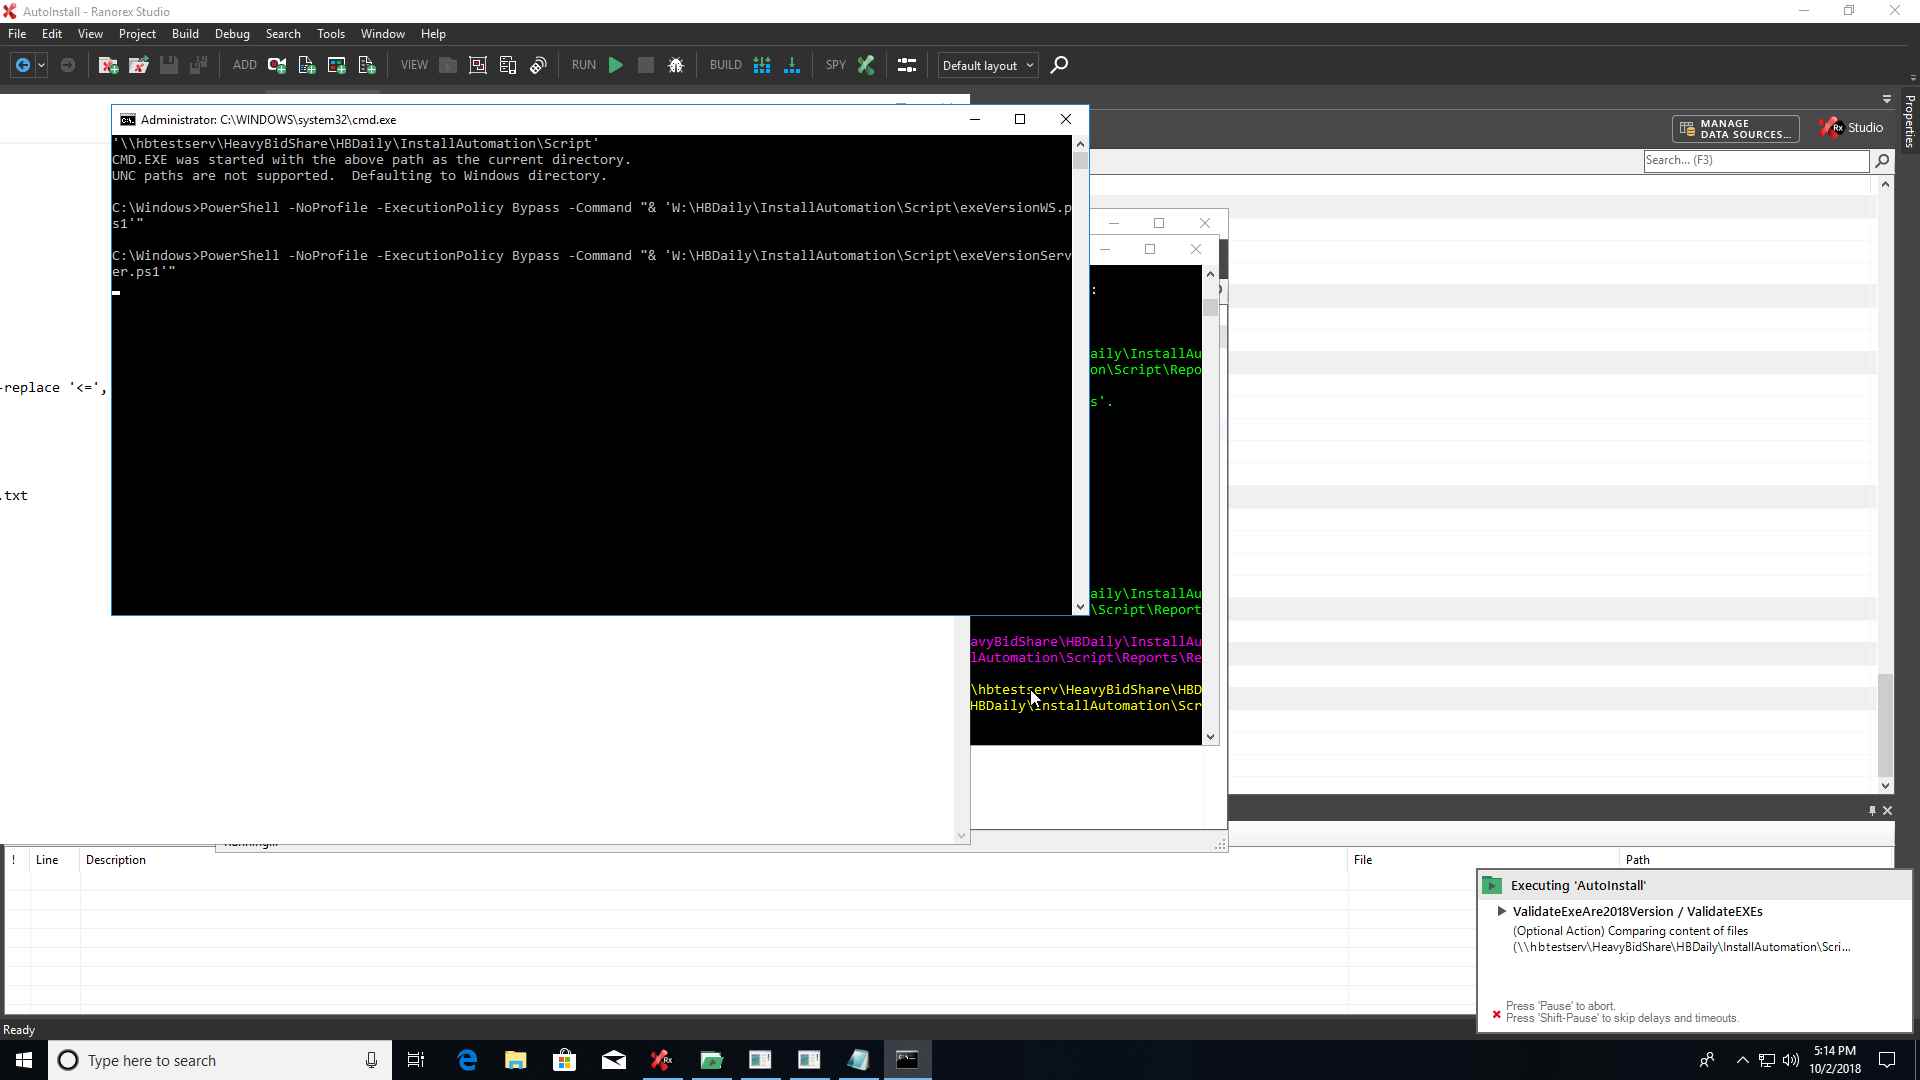 AutoInstall - Ranorex Studio
File Edit View Project Build Debug Search Tools Window Help
ADD VIEW RUN BUILD SPY Default layout
Properties
Administrator: C:\WINDOWS\system32\cmd.exe
MANAGE
DATA SOURCES...
Rx Studio
Search... (F3)
'\\hbtestserv\HeavyBidShare\HBDaily\InstallAutomation\Script'
CMD.EXE was started with the above path as the current directory.
UNC paths are not supported.  Defaulting to Windows directory.
C:\Windows>PowerShell -NoProfile -ExecutionPolicy Bypass -Command "& 'W:\HBDaily\InstallAutomation\Script\exeVersionWS.p
s1'"
C:\Windows>PowerShell -NoProfile -ExecutionPolicy Bypass -Command "& 'W:\HBDaily\InstallAutomation\Script\exeVersionServ
er.ps1'"
:
aily\InstallAu
on\Script\Repo
-replace '<=',
s'.
.txt
aily\InstallAu
\Script\Report
avyBidShare\HBDaily\InstallAu
lAutomation\Script\Reports\Re
\hbtestserv\HeavyBidShare\HBD
HBDaily\InstallAutomation\Scr
Running...
! Line Description File Path
Executing 'AutoInstall'
ValidateExeAre2018Version / ValidateEXEs
(Optional Action) Comparing content of files
(\\hbtestserv\HeavyBidShare\HBDaily\InstallAutomation\Scri...
Press 'Pause' to abort.
Press 'Shift-Pause' to skip delays and timeouts.
Ready
Type here to search
5:14 PM
10/2/2018